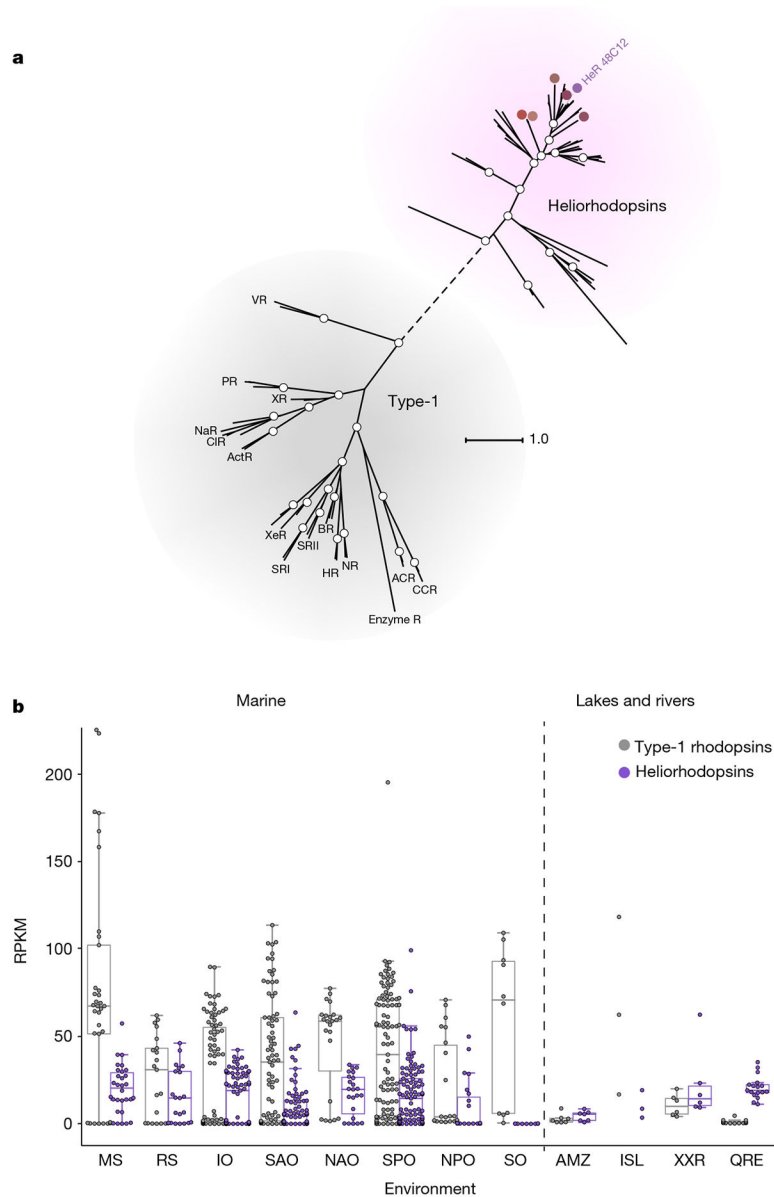 a
HeR 48C12
Heliorhodopsins
VR
Type-1
PR
XR
NaR
ClR
ActR
1.0
XeR
BR
SRII
SRI
HR
NR
ACR
CCR
Enzyme R
b
Marine
Lakes and rivers
Type-1 rhodopsins
Heliorhodopsins
200
150
100
50
0
RPKM
MS RS IO SAO NAO SPO NPO SO AMZ ISL XXR QRE
Environment